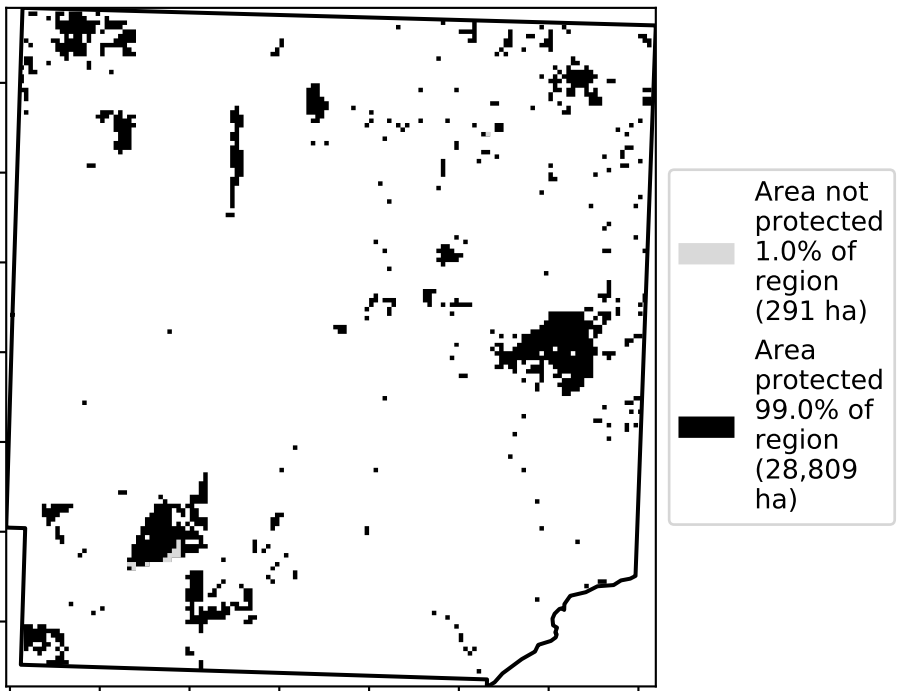 Area not
protected
1.0% of
region
(291 ha)
Area
protected
99.0% of
region
(28,809
ha)